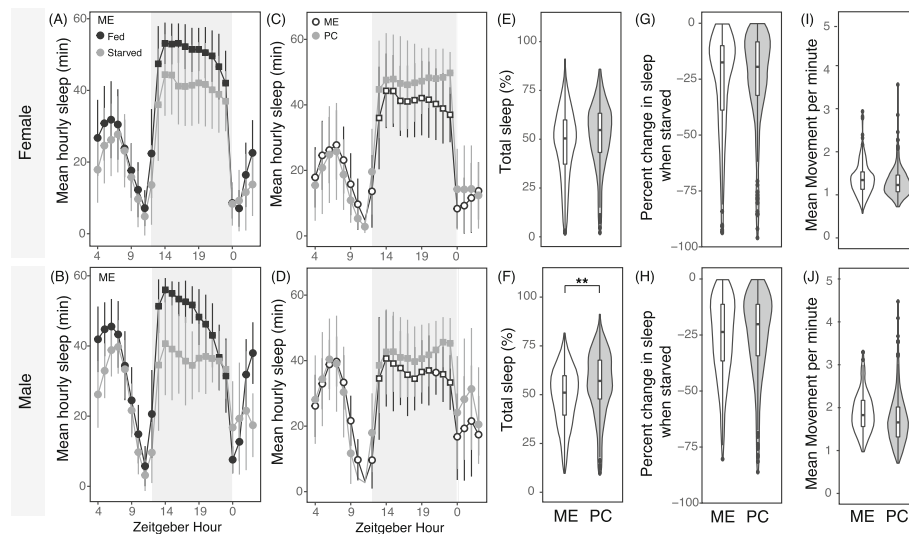 Female
(A)
ME
Fed
Starved
Mean hourly sleep (min)
60
40
20
0
4 9 14 19 0
(C)
ME
PC
Mean hourly sleep (min)
60
40
20
0
4 9 14 19 0
(E)
Total sleep (%)
100
75
50
25
0
(G)
Percent change in sleep
when starved
0
−25
−50
−75
−100
(I)
Mean Movement per minute
5
4
3
2
1
0
Male
(B)
ME
Mean hourly sleep (min)
60
40
20
0
4 9 14 19 0
Zeitgeber Hour
(D)
Mean hourly sleep (min)
60
40
20
0
4 9 14 19 0
Zeitgeber Hour
(F)
**
Total sleep (%)
100
75
50
25
0
ME PC
(H)
Percent change in sleep
when starved
0
−25
−50
−75
−100
ME PC
(J)
Mean Movement per minute
5
4
3
2
1
0
ME PC